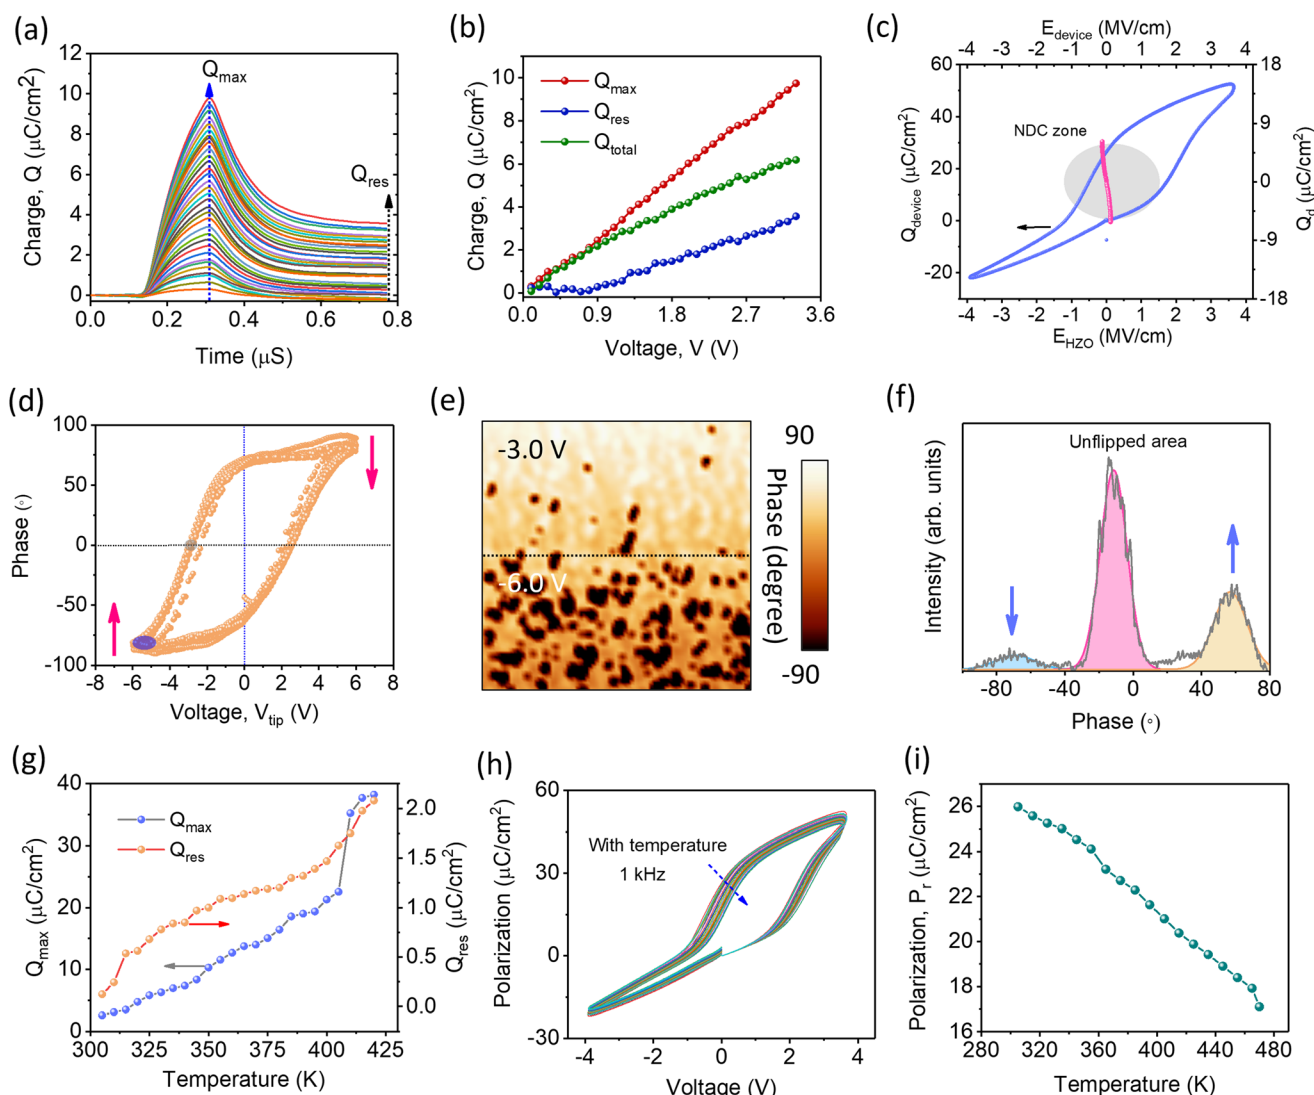 (a)
12
10
8
6
4
2
0
Charge, Q (μC/cm²)
Q_max
Q_res
0.0 0.2 0.4 0.6 0.8
Time (μS)
(b)
10
8
6
4
2
0
Charge, Q (μC/cm²)
Q_max
Q_res
Q_total
0.0 0.9 1.8 2.7 3.6
Voltage, V (V)
(c)
E_device (MV/cm)
-4 -3 -2 -1 0 1 2 3 4
60
40
20
0
-20
Q_device (μC/cm²)
NDC zone
18
9
0
-9
-18
(μC/cm²)
-4 -3 -2 -1 0 1 2 3 4
E_HZO (MV/cm)
(d)
100
50
0
-50
-100
Phase (◦)
-8 -6 -4 -2 0 2 4 6 8
Voltage, V_tip (V)
(e)
-3.0 V
-6.0 V
90
Phase (degree)
-90
(f)
Unflipped area
Intensity (arb. units)
-80 -40 0 40 80
Phase (◦)
(g)
40
30
20
10
0
Q_max (μC/cm²)
Q_max
Q_res
2.0
1.5
1.0
0.5
0.0
Q_res (μC/cm²)
300 325 350 375 400 425
Temperature (K)
(h)
60
30
0
-30
Polarization (μC/cm²)
With temperature
1 kHz
-4 -2 0 2 4
Voltage (V)
(i)
26
24
22
20
18
16
Polarization, P_r (μC/cm²)
280 340 400 460
Temperature (K)